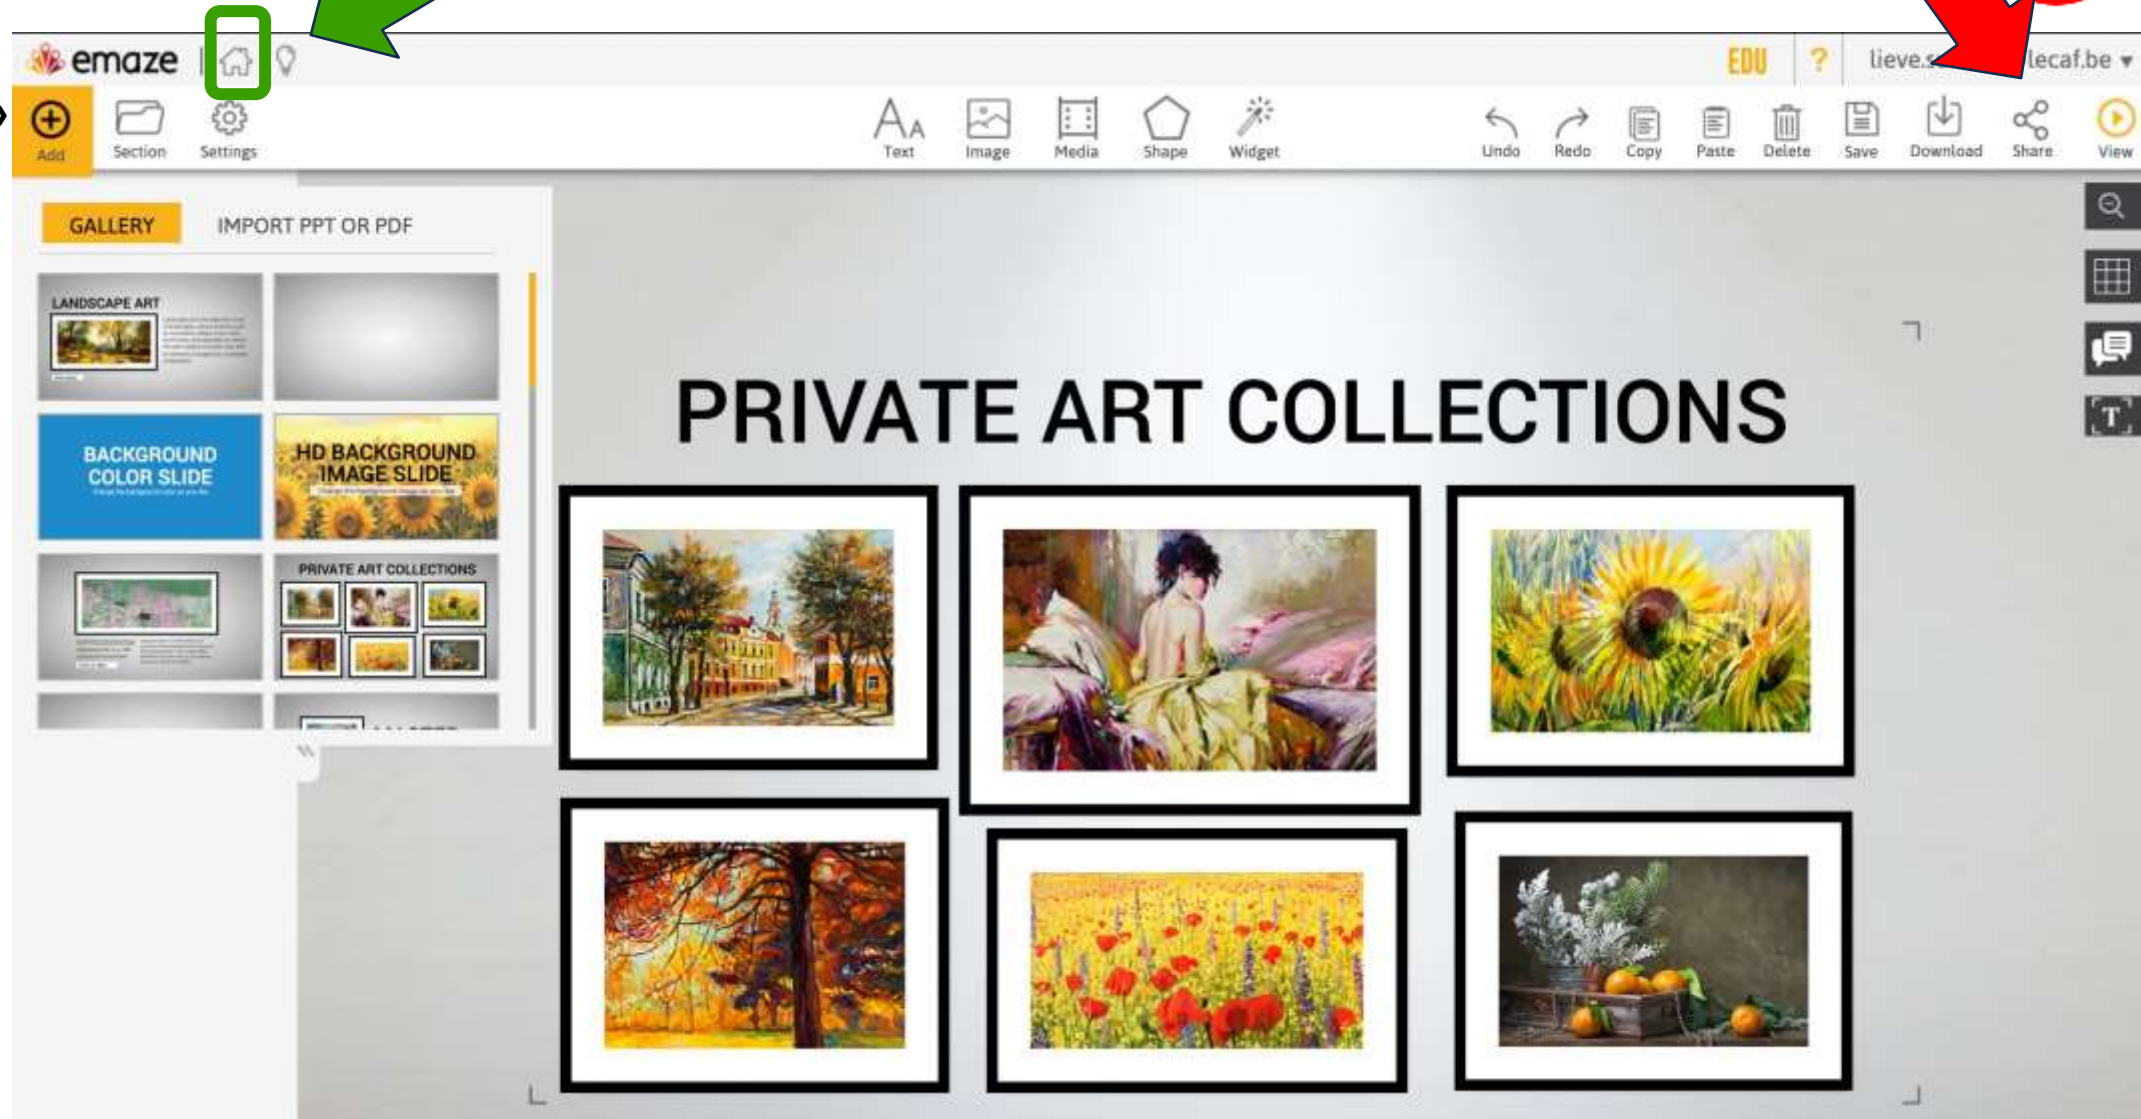 emaze
EDU ? lieve.s lecaf.be
Add Section Settings Text Image Media Shape Widget Undo Redo Copy Paste Delete Save Download Share View
GALLERY IMPORT PPT OR PDF
LANDSCAPE ART
BACKGROUND
COLOR SLIDE
HD BACKGROUND
IMAGE SLIDE
PRIVATE ART COLLECTIONS
PRIVATE ART COLLECTIONS
T